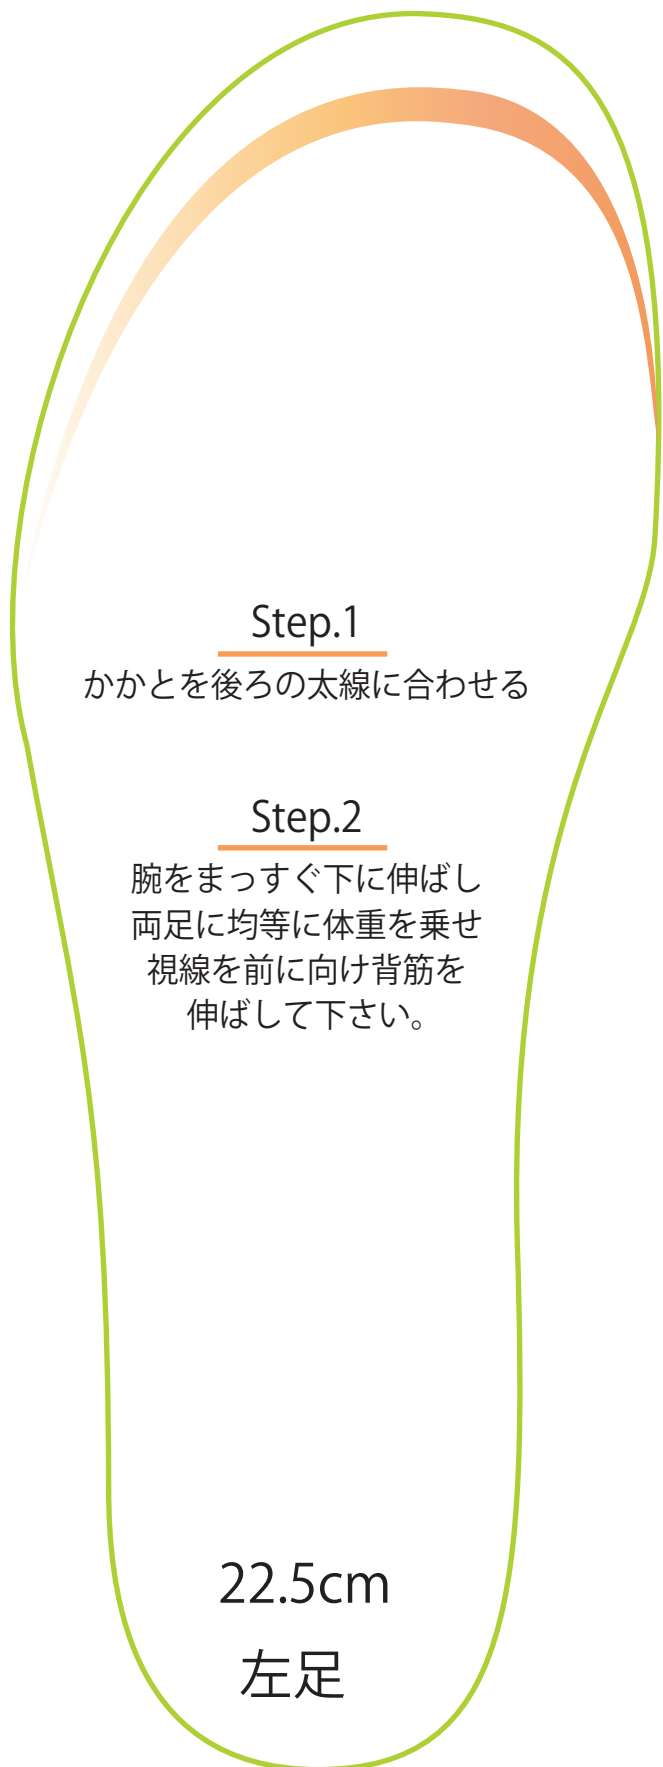 Step.1
かかとを後ろの太線に合わせる
Step.2
腕をまっすぐ下に伸ばし
両足に均等に体重を乗せ
視線を前に向け背筋を
伸ばして下さい。
22.5cm
左足